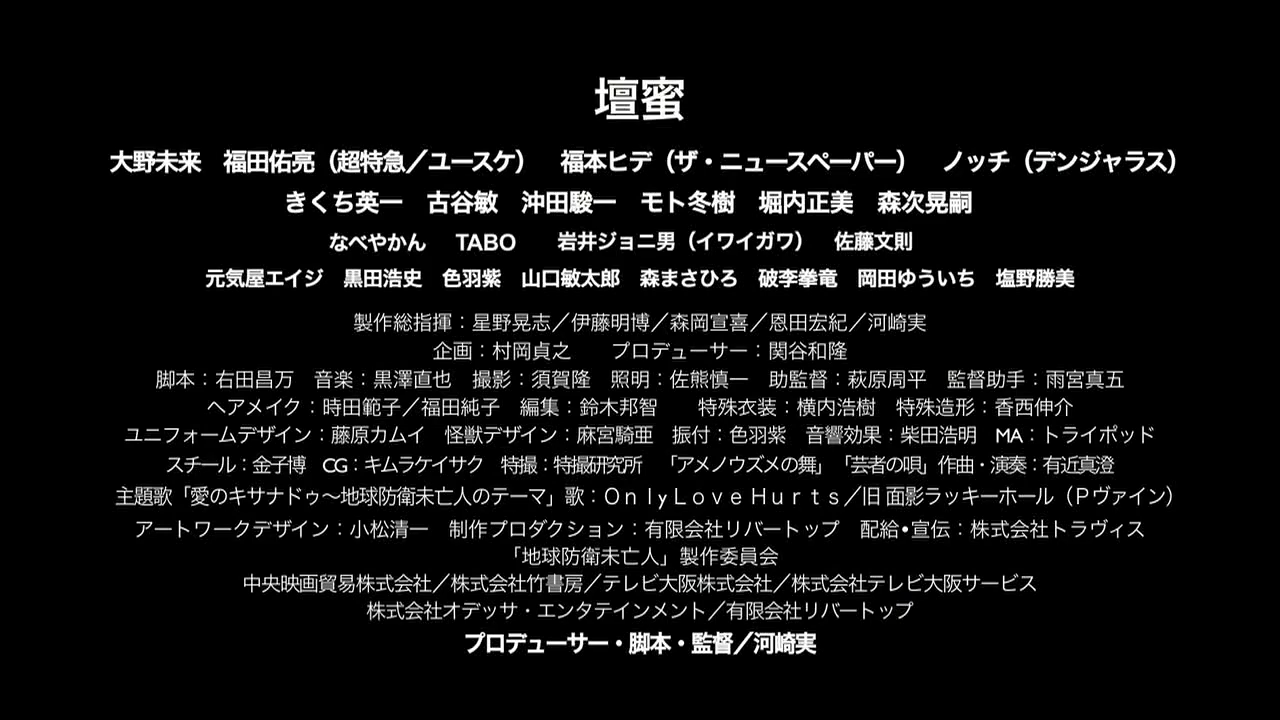 壇蜜
大野未来　福田佑亮（超特急／ユースケ）　福本ヒデ（ザ・ニュースペーパー）　ノッチ（デンジャラス）
きくち英一　古谷敏　沖田駿一　モト冬樹　堀内正美　森次晃嗣
なべやかん　TABO　岩井ジョニ男（イワイガワ）　佐藤文則
元気屋エイジ　黒田浩史　色羽紫　山口敏太郎　森まさひろ　破李拳竜　岡田ゆういち　塩野勝美
製作総指揮：星野晃志／伊藤明博／森岡宣喜／恩田宏紀／河崎実
企画：村岡貞之　プロデューサー：関谷和隆
脚本：右田昌万　音楽：黒澤直也　撮影：須賀隆　照明：佐熊慎一　助監督：萩原周平　監督助手：雨宮真五
ヘアメイク：時田範子／福田純子　編集：鈴木邦智　特殊衣装：横内浩樹　特殊造形：香西伸介
ユニフォームデザイン：藤原カムイ　怪獣デザイン：麻宮騎亜　振付：色羽紫　音響効果：柴田浩明　MA：トライポッド
スチール：金子博　CG：キムラケイサク　特撮：特撮研究所　「アメノウズメの舞」「芸者の唄」作曲・演奏：有近真澄
主題歌「愛のキサナドゥ〜地球防衛未亡人のテーマ」歌：ＯｎｌｙＬｏｖｅＨｕｒｔｓ／旧 面影ラッキーホール（Ｐヴァイン）
アートワークデザイン：小松清一　制作プロダクション：有限会社リバートップ　配給•宣伝：株式会社トラヴィス
「地球防衛未亡人」製作委員会
中央映画貿易株式会社／株式会社竹書房／テレビ大阪株式会社／株式会社テレビ大阪サービス
株式会社オデッサ・エンタテインメント／有限会社リバートップ
プロデューサー・脚本・監督／河崎実